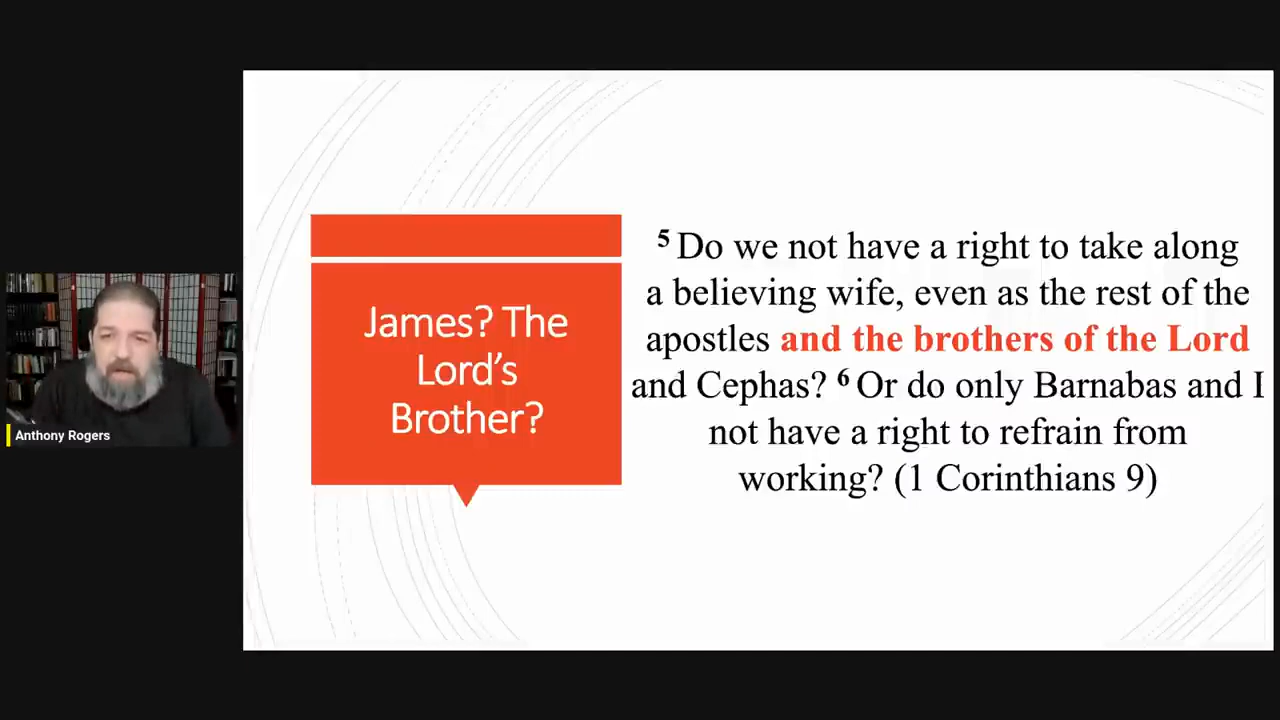 James? The
Lord's
Brother?
5 Do we not have a right to take along
a believing wife, even as the rest of the
apostles and the brothers of the Lord
and Cephas? 6 Or do only Barnabas and I
not have a right to refrain from
working? (1 Corinthians 9)
Anthony Rogers